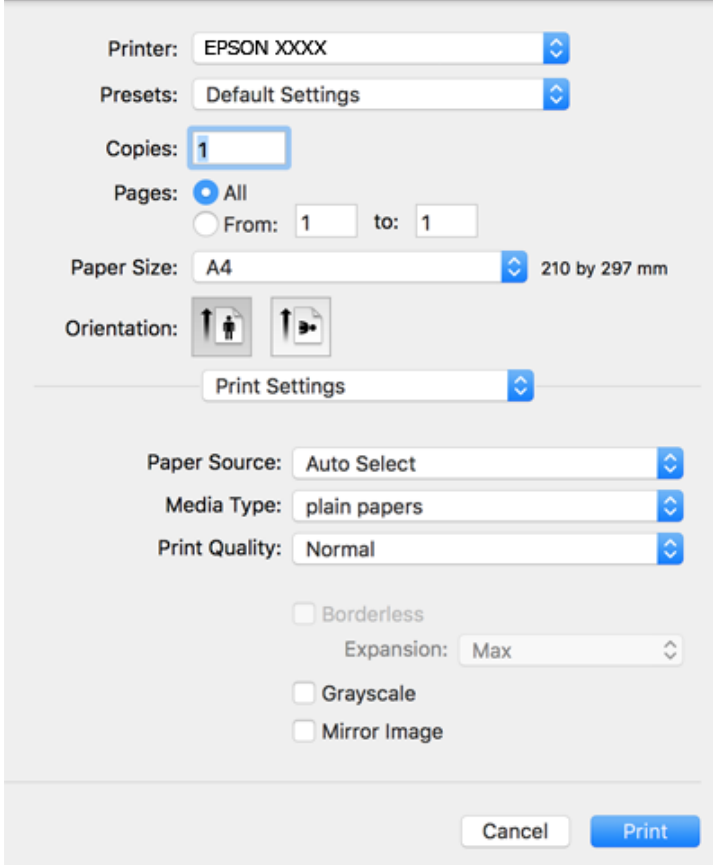 Printer: EPSON XXXX
Presets: Default Settings
Copies: 1
Pages: All
From: 1 to: 1
Paper Size: A4 210 by 297 mm
Orientation:
Print Settings
Paper Source: Auto Select
Media Type: plain papers
Print Quality: Normal
Borderless
Expansion: Max
Grayscale
Mirror Image
Cancel Print